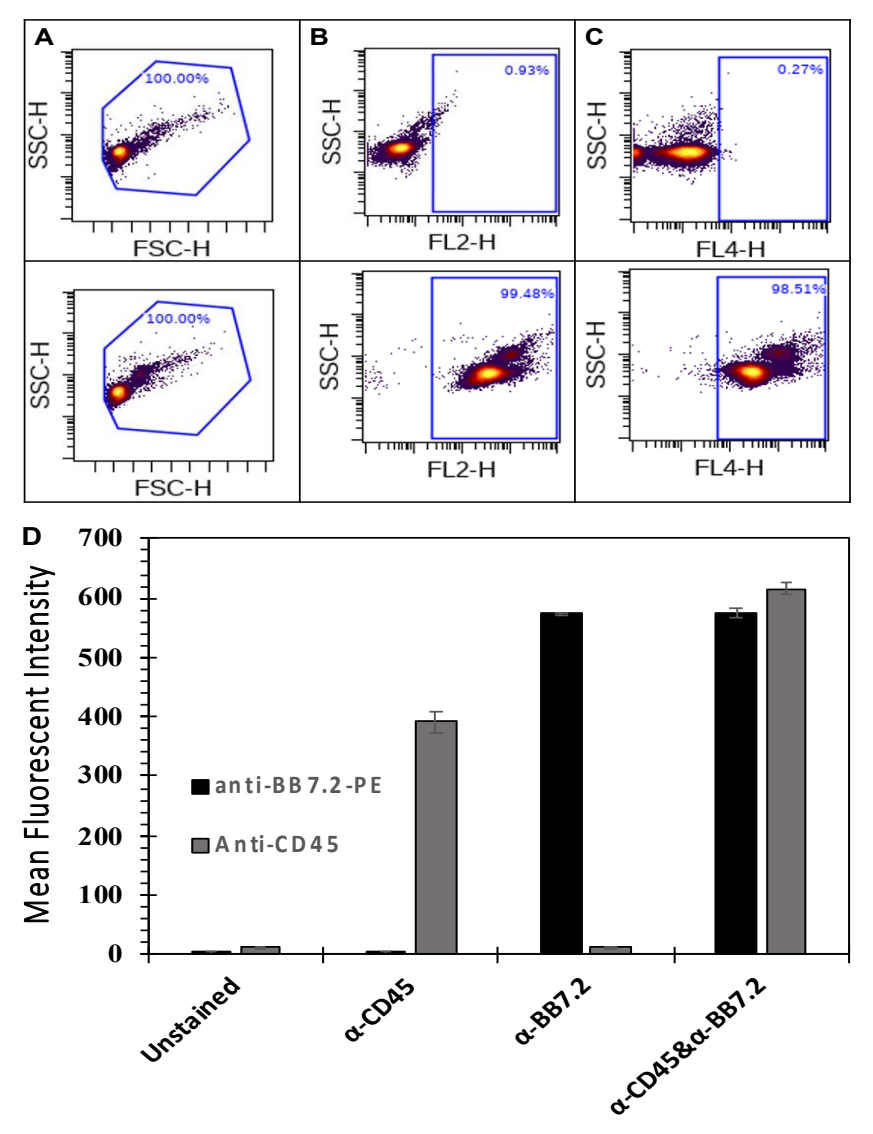 A
B
C
100.00%
0.93%
0.27%
SSC-H
SSC-H
SSC-H
FSC-H
FL2-H
FL4-H
100.00%
99.48%
98.51%
SSC-H
SSC-H
SSC-H
FSC-H
FL2-H
FL4-H
D
Mean Fluorescent Intensity
700
600
500
400
300
200
100
0
anti-BB7.2-PE
Anti-CD45
Unstained
α-CD45
α-BB7.2
α-CD45&α-BB7.2